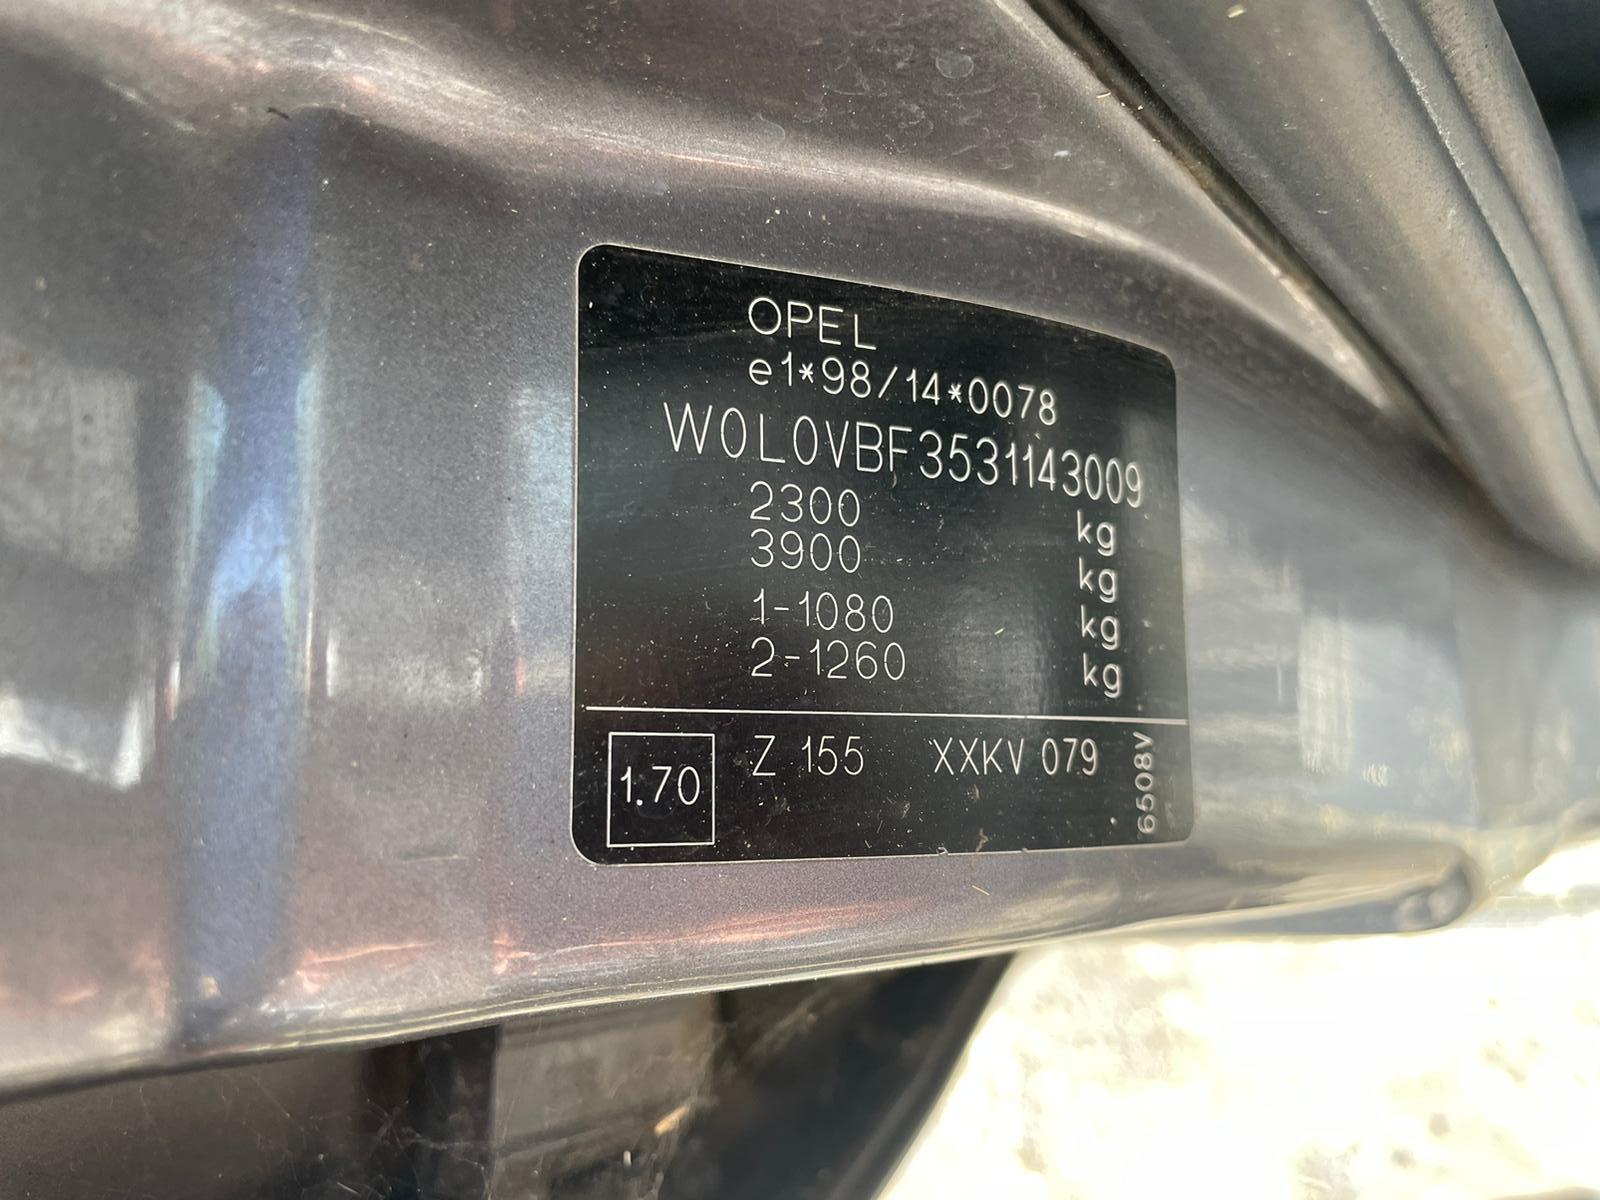 OPEL
e1*98/14*0078
W0L0VBF3531143009
2300 kg
3900 kg
1-1080 kg
2-1260 kg
1.70 Z 155 XXKV 079
6508V